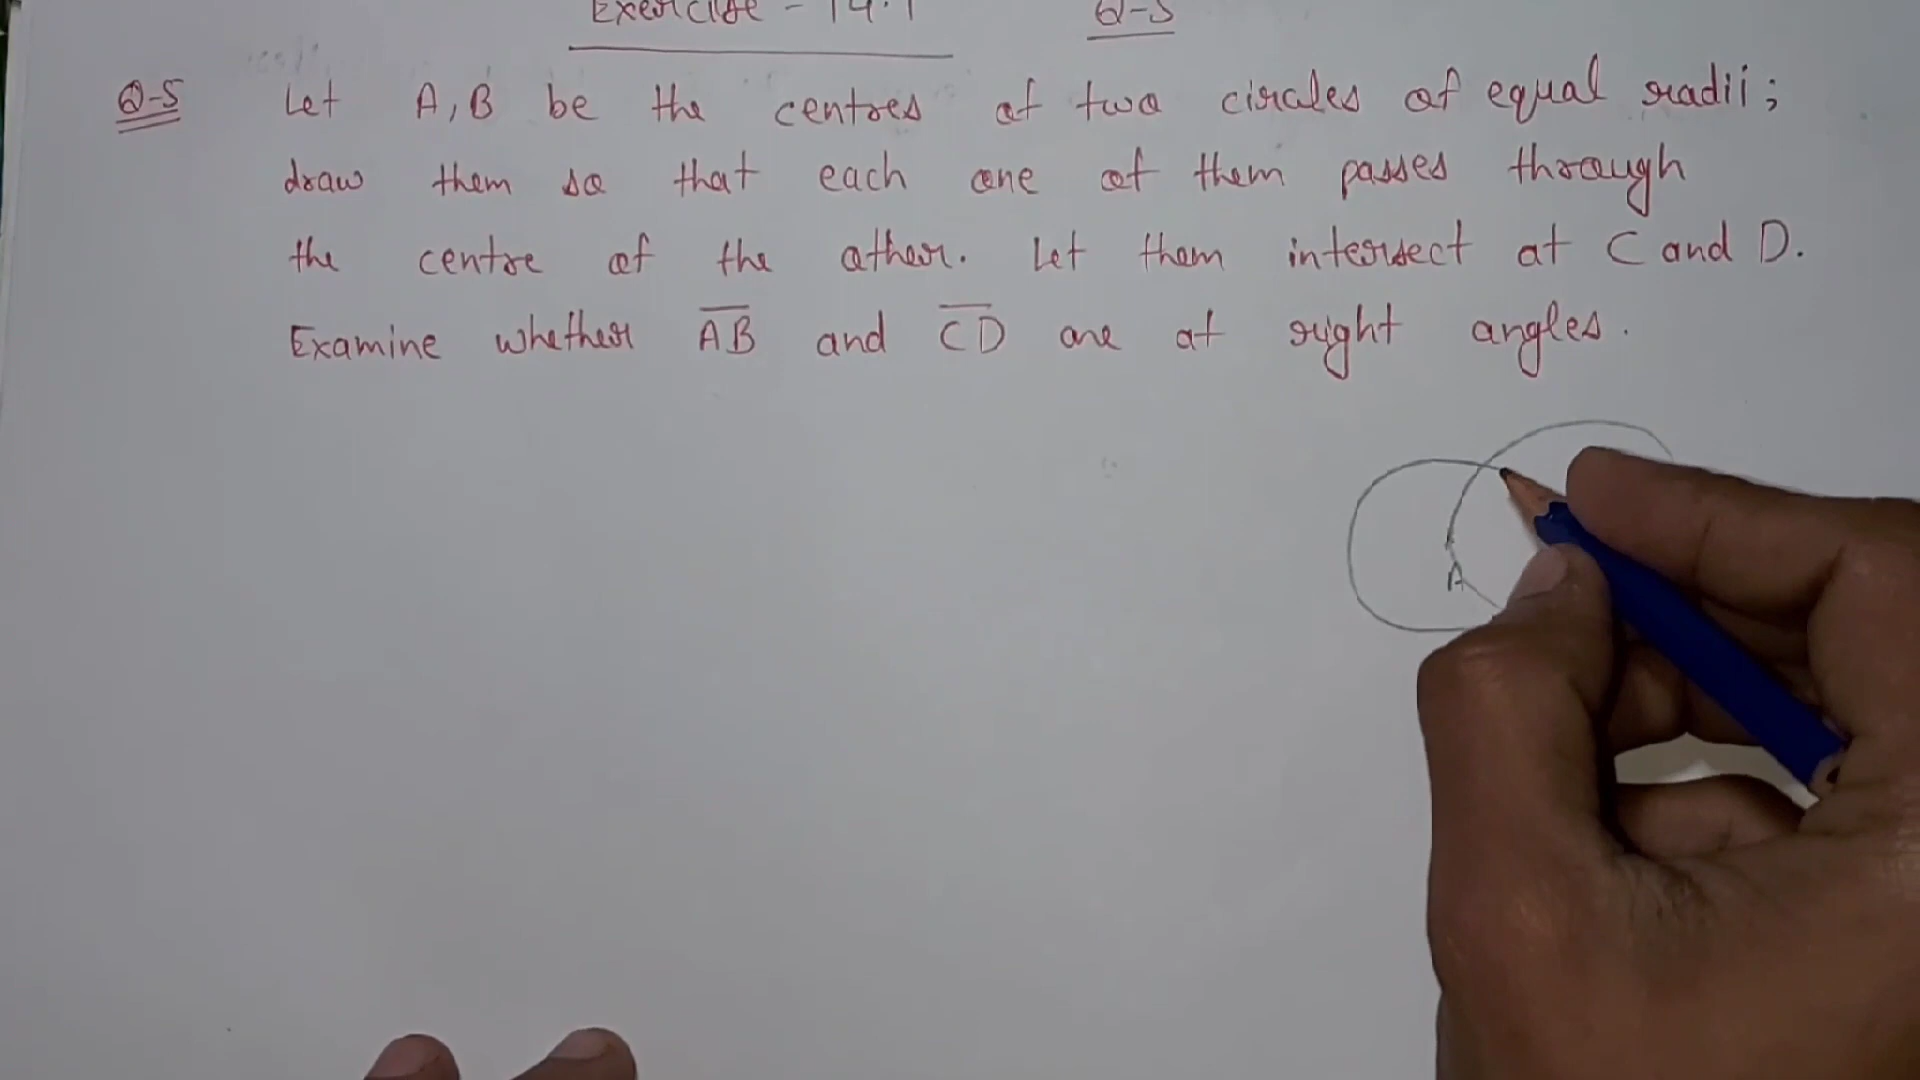 Exercise - 14.1 Q-5
Q-5 Let A, B be the centres of two circles of equal radii;
draw them so that each one of them passes through
the centre of the other. Let them intersect at C and D.
Examine whether AB and CD are at right angles.
A